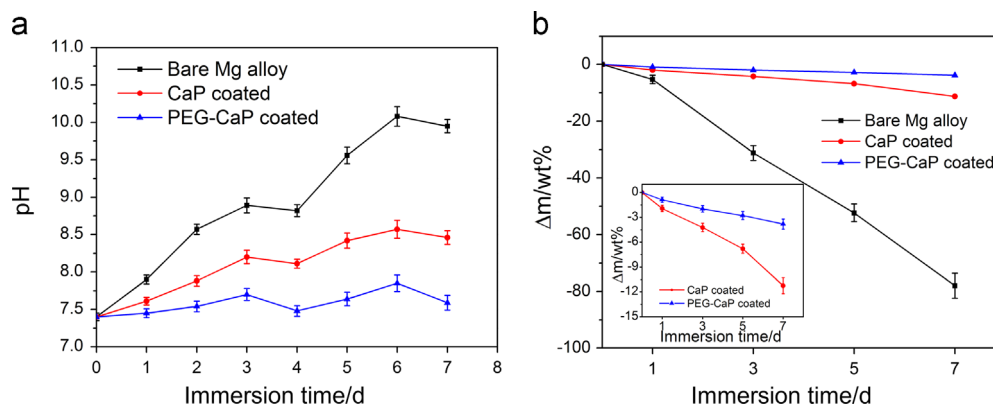 a
11.0
10.5
10.0
9.5
9.0
8.5
8.0
7.5
7.0
pH
Bare Mg alloy
CaP coated
PEG-CaP coated
0 1 2 3 4 5 6 7 8
Immersion time/d
b
0
-20
-40
-60
-80
-100
Δm/wt%
Bare Mg alloy
CaP coated
PEG-CaP coated
0
-3
-6
-9
-12
-15
Δm/wt%
CaP coated
PEG-CaP coated
1 3 5 7
Immersion time/d
1 3 5 7
Immersion time/d